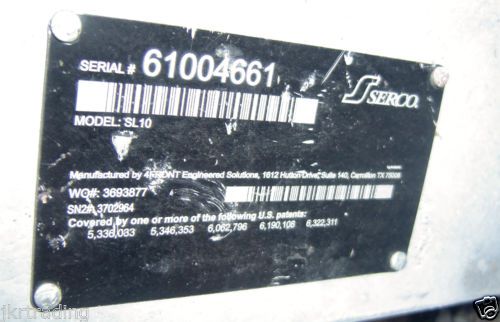 SERIAL # 61004661
SERCO
MODEL: SL10
Manufactured by 4FRONT Engineered Solutions, 1612 Hutton Drive, Suite 140, Carrollton TX 75006
WO#: 3693877
SN2#: 3702964
Covered by one or more of the following U.S. patents:
5,336,033 5,346,353 6,082,796 6,190,108 6,322,311
jkrtrading